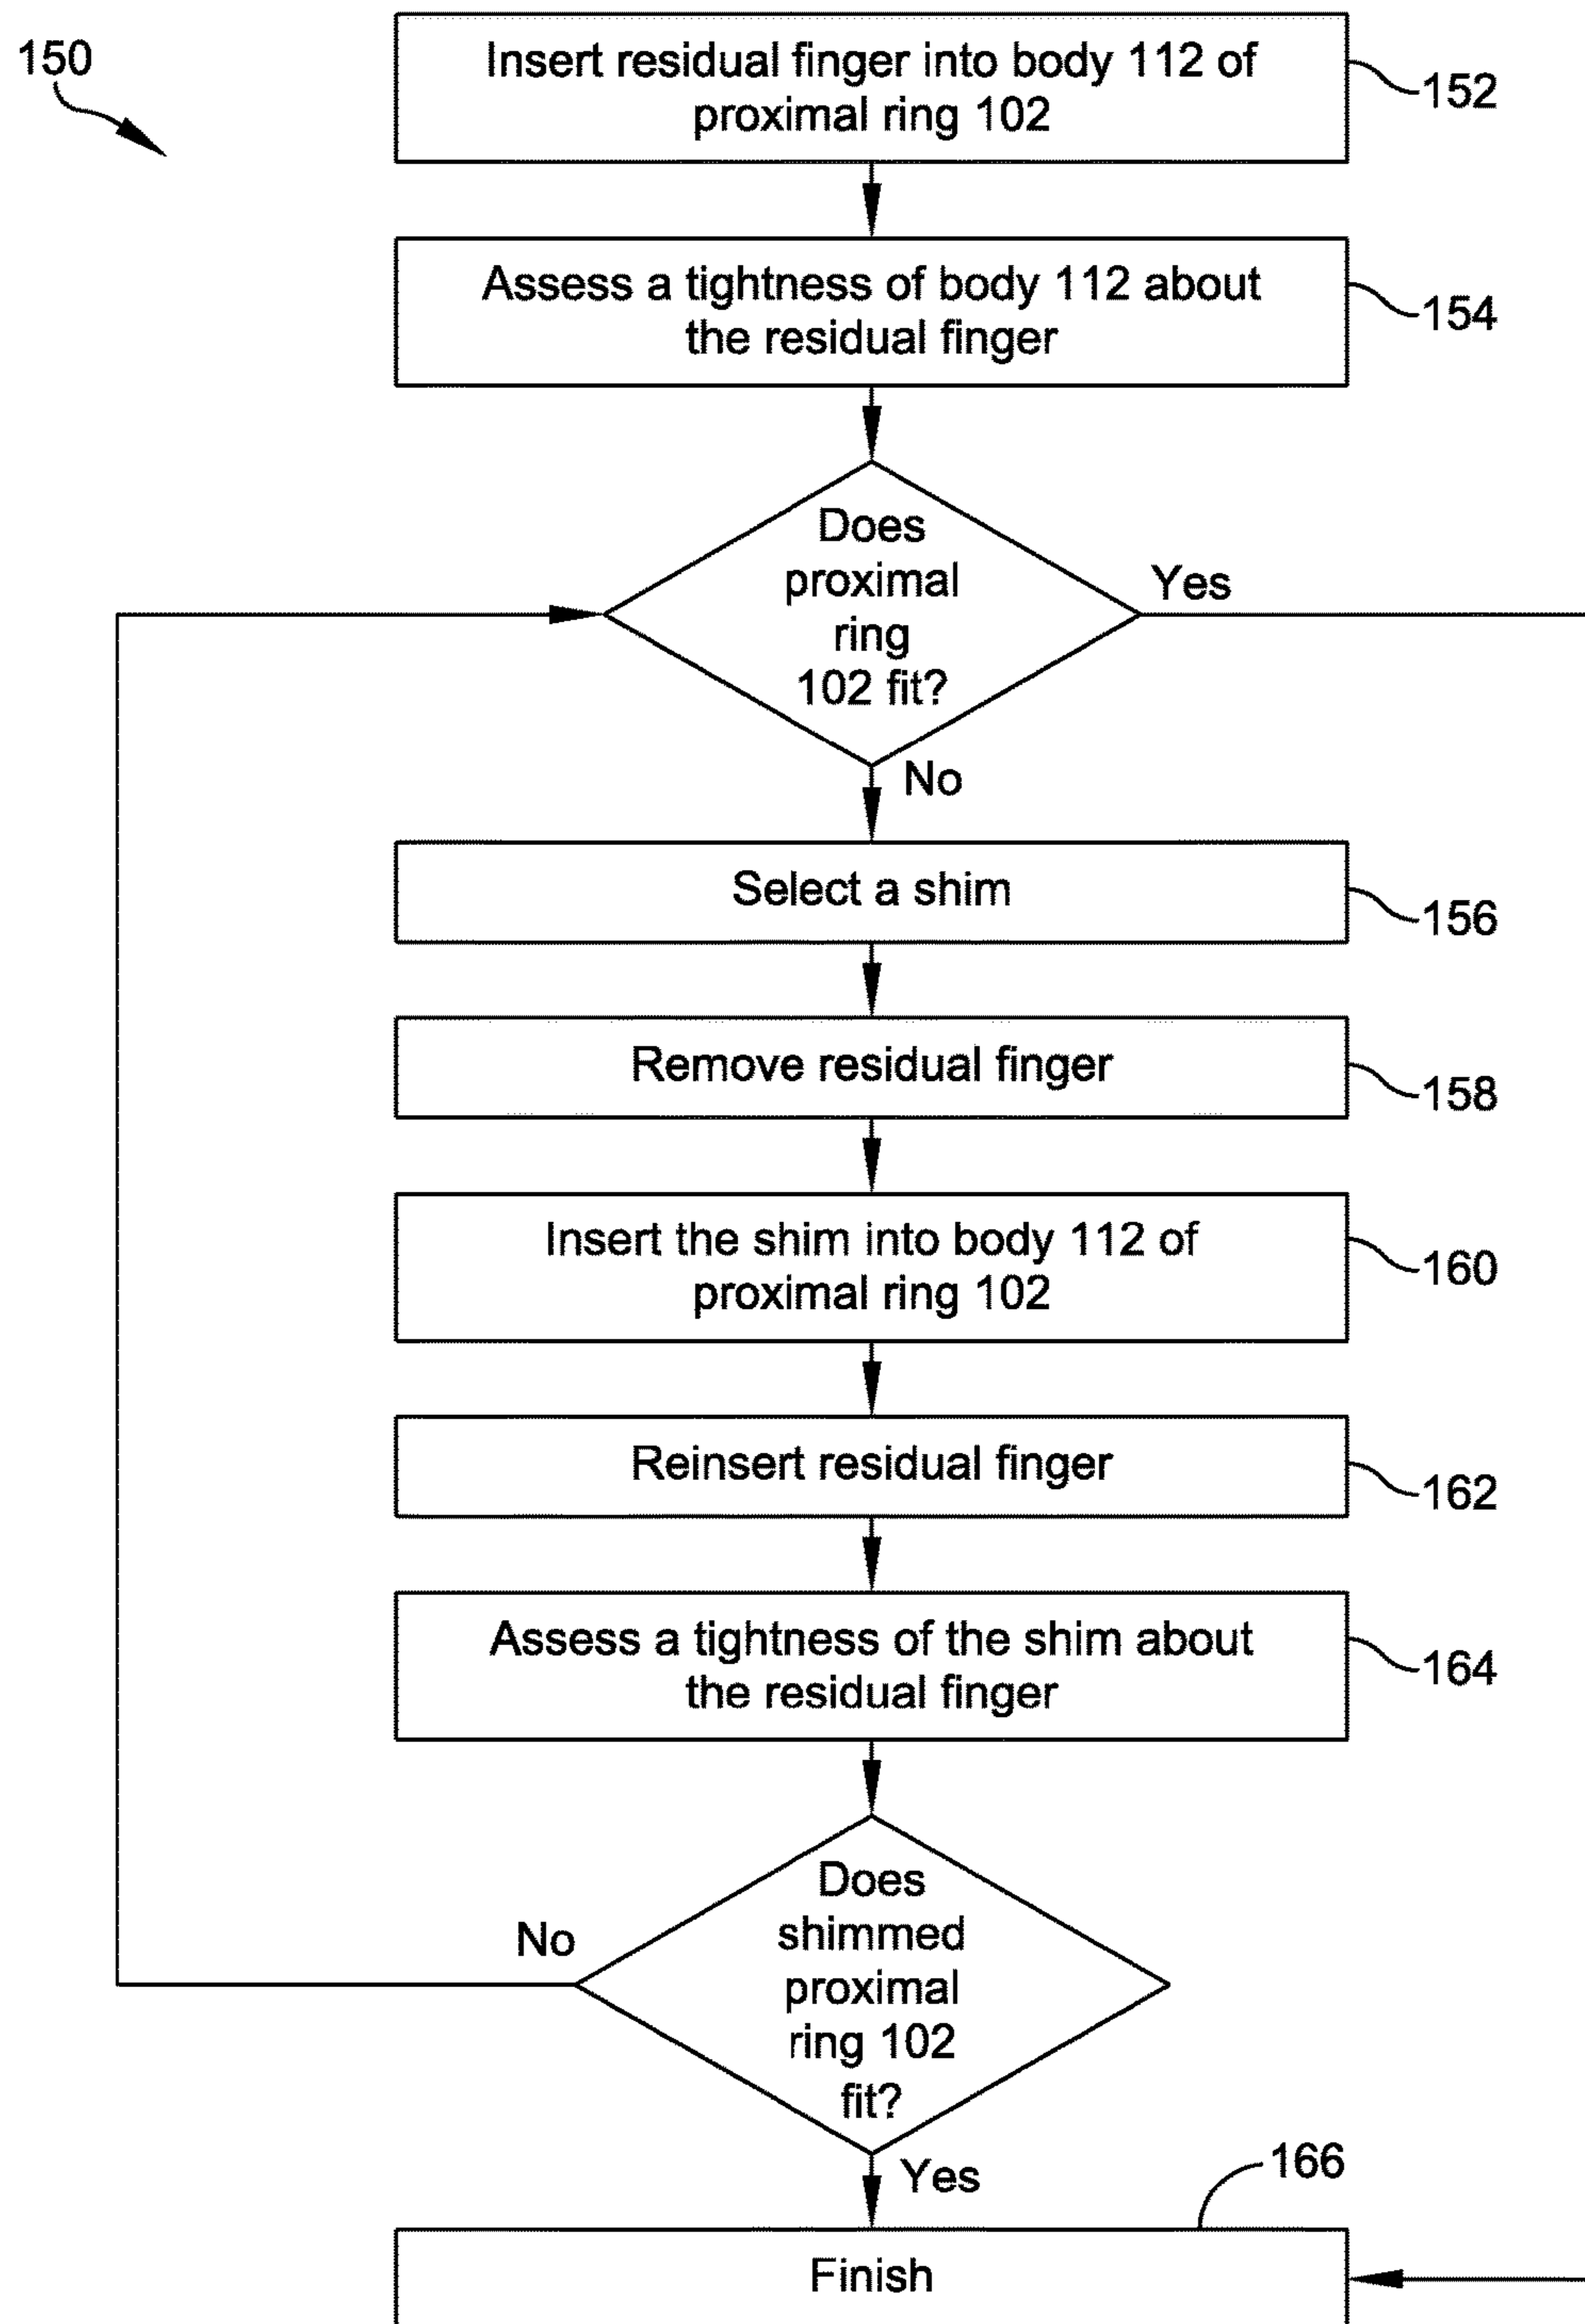 150
Insert residual finger into body 112 of
proximal ring 102
152
Assess a tightness of body 112 about
the residual finger
154
Does
proximal
ring
102 fit?
Yes
No
Select a shim
156
Remove residual finger
158
Insert the shim into body 112 of
proximal ring 102
160
Reinsert residual finger
162
Assess a tightness of the shim about
the residual finger
164
Does
shimmed
proximal
ring 102
fit?
No
Yes
166
Finish